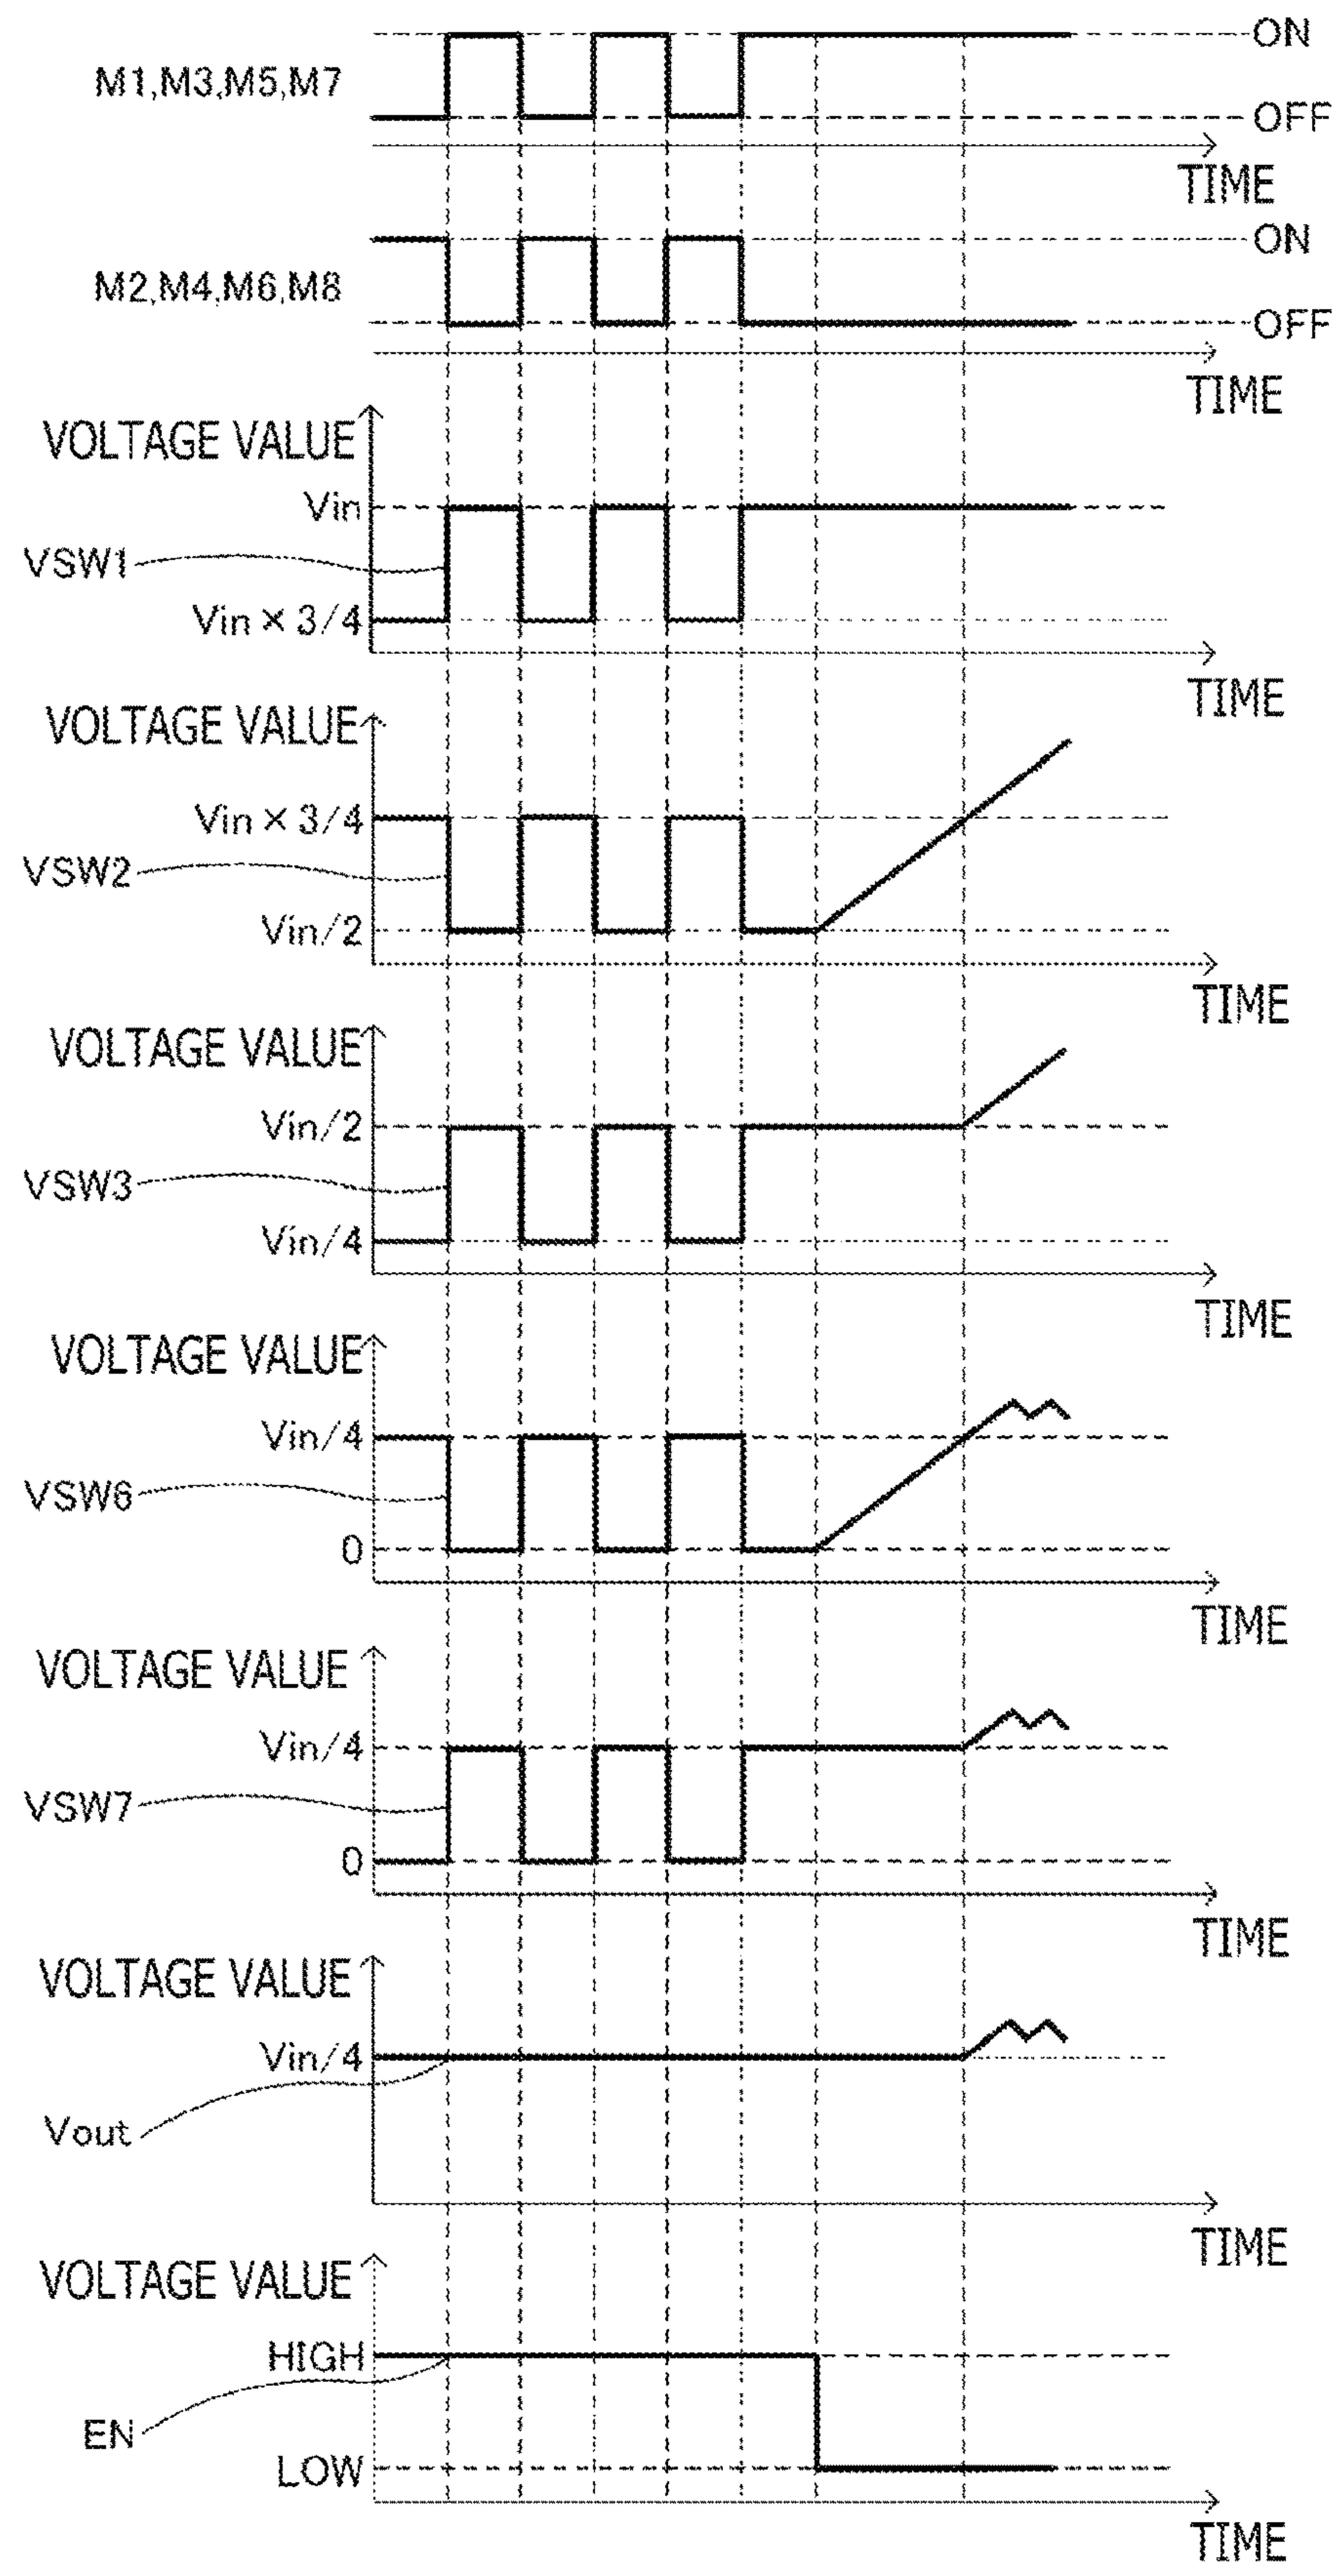 ON
M1,M3,M5,M7
OFF
TIME
ON
M2,M4,M6,M8
OFF
TIME
VOLTAGE VALUE
Vin
VSW1
Vin × 3/4
TIME
VOLTAGE VALUE
Vin × 3/4
VSW2
Vin/2
TIME
VOLTAGE VALUE
Vin/2
VSW3
Vin/4
TIME
VOLTAGE VALUE
Vin/4
VSW6
0
TIME
VOLTAGE VALUE
Vin/4
VSW7
0
TIME
VOLTAGE VALUE
Vin/4
Vout
TIME
VOLTAGE VALUE
HIGH
EN
LOW
TIME